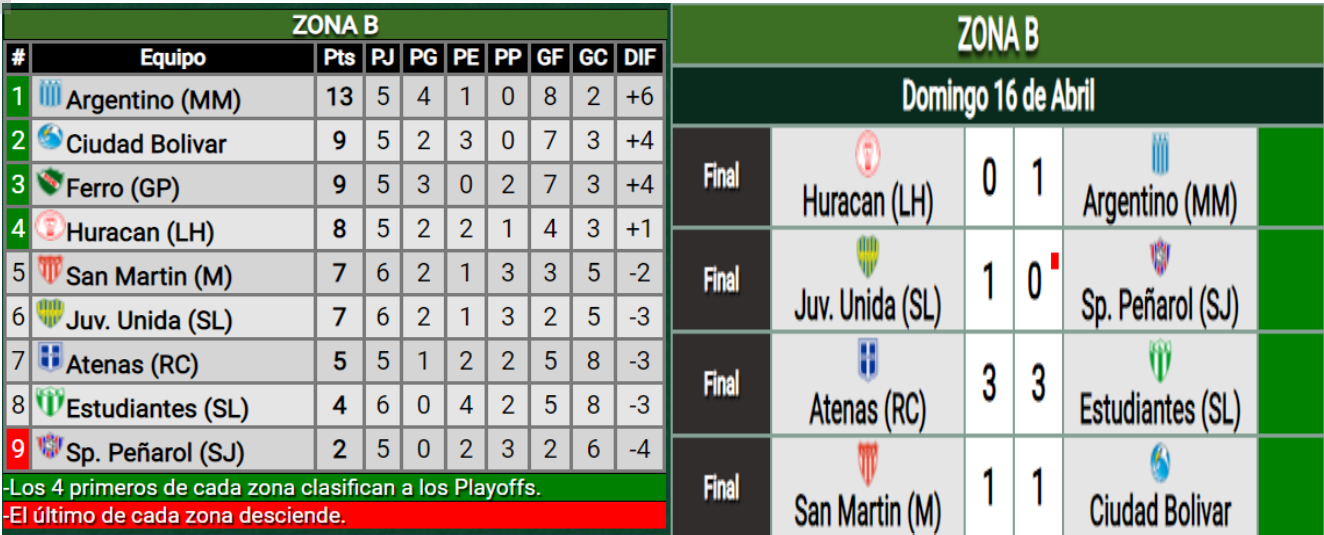 ZONA B
# Equipo Pts PJ PG PE PP GF GC DIF
1 Argentino (MM) 13 5 4 1 0 8 2 +6
2 Ciudad Bolivar 9 5 2 3 0 7 3 +4
3 Ferro (GP) 9 5 3 0 2 7 3 +4
4 Huracan (LH) 8 5 2 2 1 4 3 +1
5 San Martin (M) 7 6 2 1 3 3 5 -2
6 Juv. Unida (SL) 7 6 2 1 3 2 5 -3
7 Atenas (RC) 5 5 1 2 2 5 8 -3
8 Estudiantes (SL) 4 6 0 4 2 5 8 -3
9 Sp. Peñarol (SJ) 2 5 0 2 3 2 6 -4
-Los 4 primeros de cada zona clasifican a los Playoffs.
-El último de cada zona desciende.
ZONA B
Domingo 16 de Abril
Final Huracan (LH) 0 1 Argentino (MM)
Final Juv. Unida (SL) 1 0 Sp. Peñarol (SJ)
Final Atenas (RC) 3 3 Estudiantes (SL)
Final San Martin (M) 1 1 Ciudad Bolivar